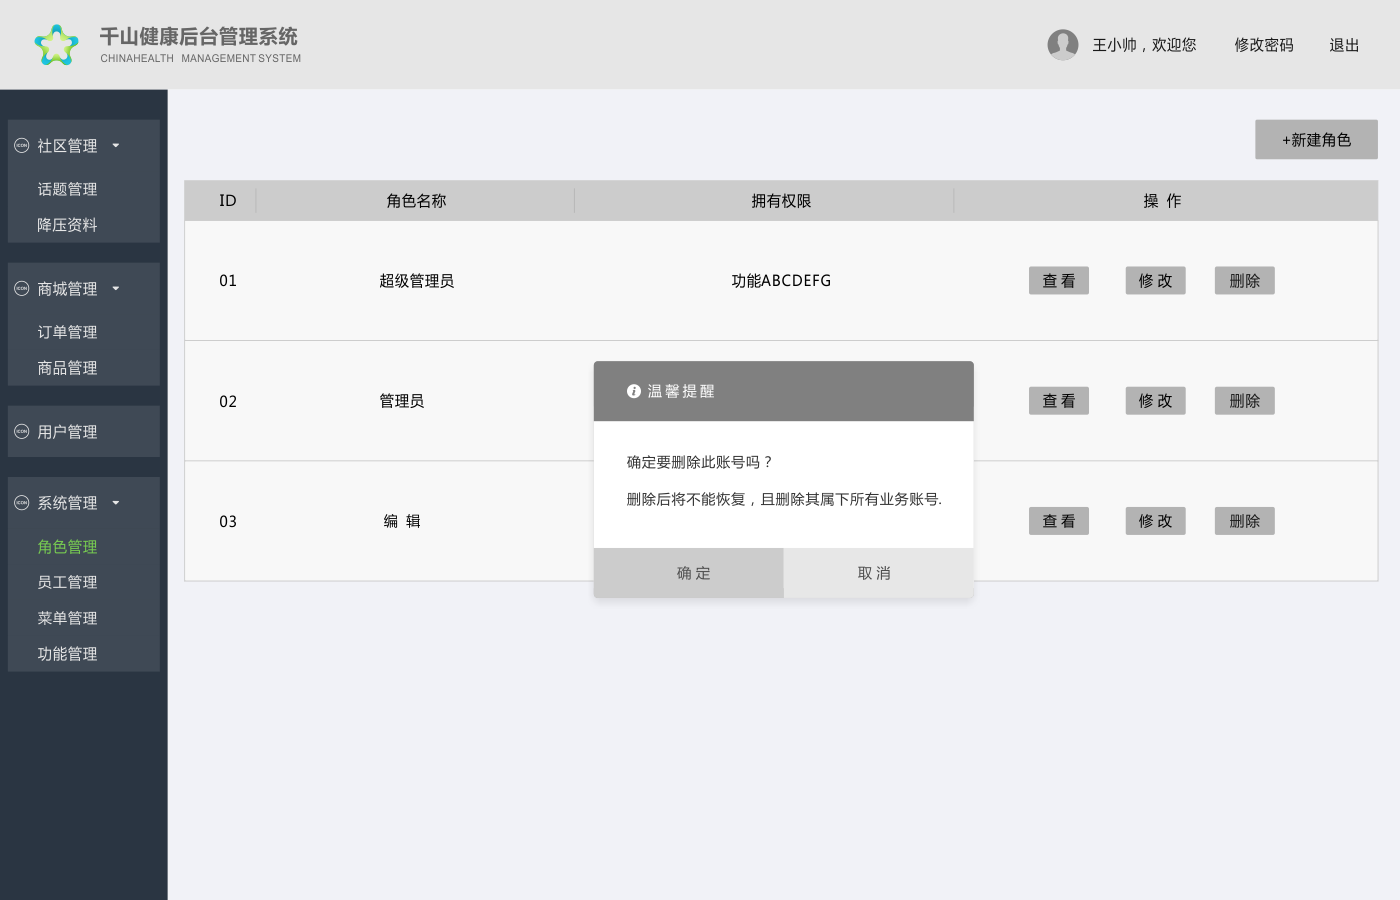 千山健康后台管理系统
CHINAHEALTH MANAGEMENT SYSTEM
王小帅，欢迎您 修改密码 退出
社区管理
话题管理
降压资料
商城管理
订单管理
商品管理
用户管理
系统管理
角色管理
员工管理
菜单管理
功能管理
+新建角色
ID 角色名称 拥有权限 操 作
01 超级管理员 功能ABCDEFG 查看 修改 删除
02 管理员 查看 修改 删除
03 编 辑 查看 修改 删除
温馨提醒
确定要删除此账号吗？
删除后将不能恢复，且删除其属下所有业务账号.
确定 取消